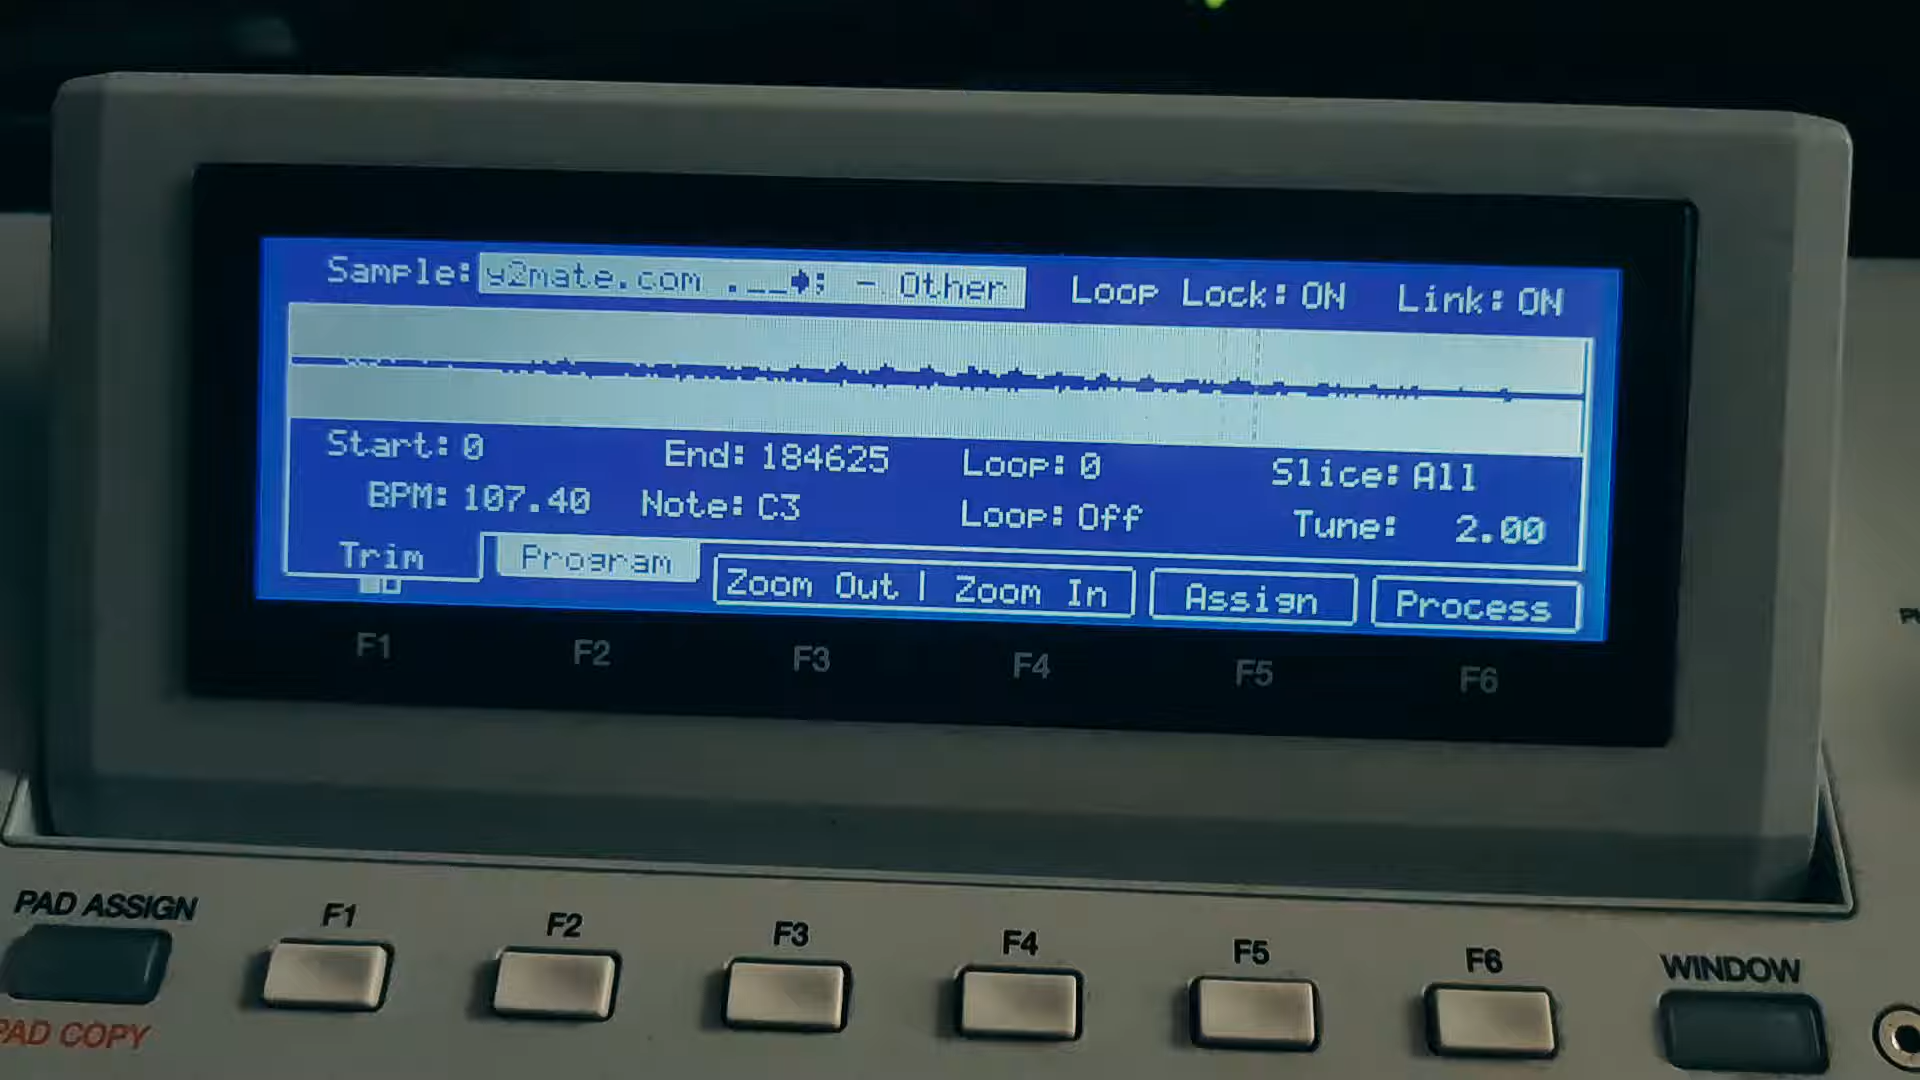 Sample: y2mate.com .__➔; - Other Loop Lock: ON Link: ON
Start: 0 End: 184625 Loop: 0 Slice: All
BPM: 107.40 Note: C3 Loop: Off Tune: 2.00
Trim Program Zoom Out | Zoom In Assign Process
F1 F2 F3 F4 F5 F6
PAD ASSIGN F1 F2 F3 F4 F5 F6 WINDOW
PAD COPY